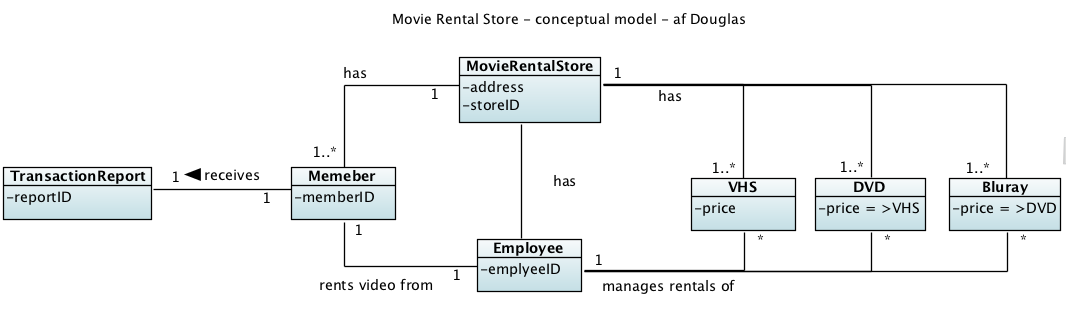 Movie Rental Store – conceptual model – af Douglas
MovieRentalStore
-address
-storeID
has
1
1
has
1..*
TransactionReport
-reportID
1
receives
1
Memeber
-memberID
has
1..*
VHS
-price
1..*
DVD
-price = >VHS
1..*
Bluray
-price = >DVD
1
rents video from
1
Employee
-emplyeeID
1
manages rentals of
*
*
*